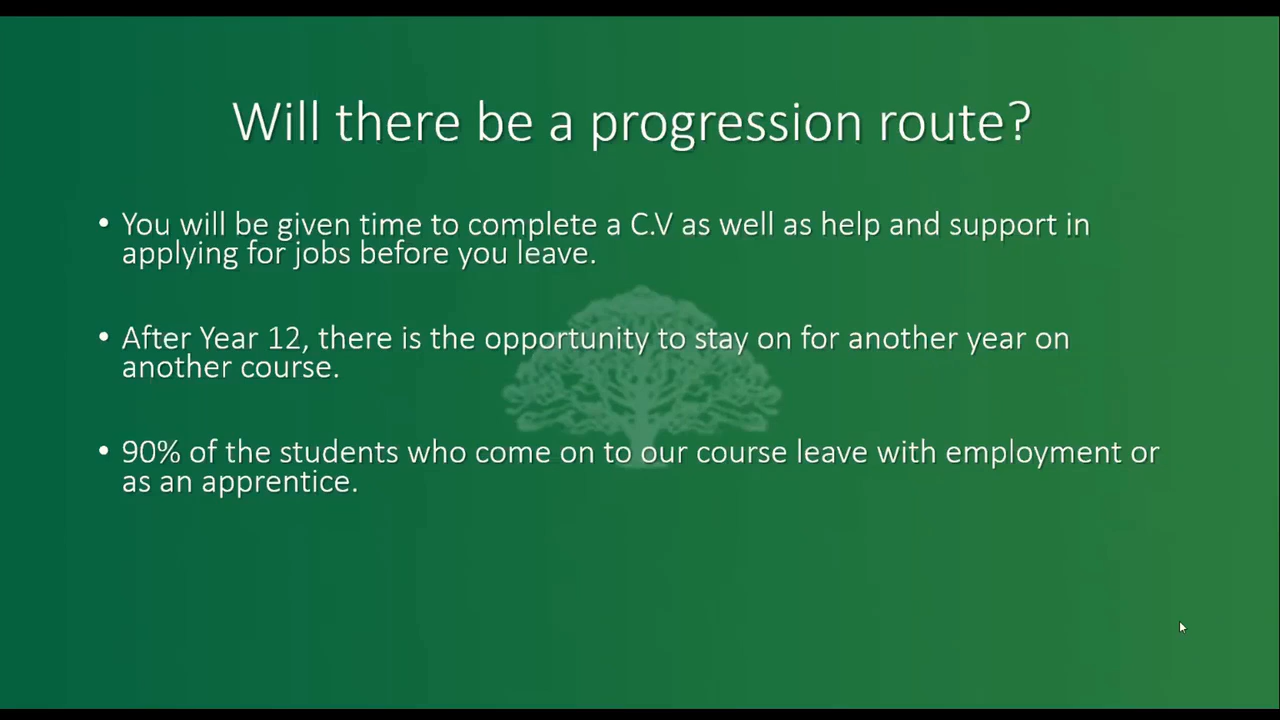 Will there be a progression route?
• You will be given time to complete a C.V as well as help and support in
applying for jobs before you leave.
• After Year 12, there is the opportunity to stay on for another year on
another course.
• 90% of the students who come on to our course leave with employment or
as an apprentice.